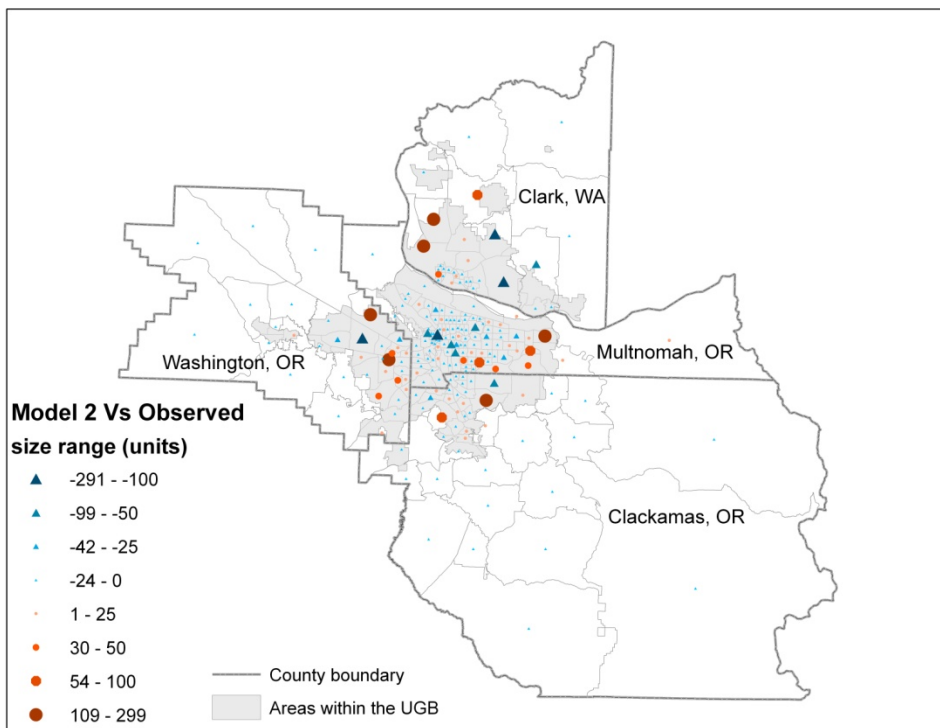 Clark, WA
Multnomah, OR
Washington, OR
Clackamas, OR
Model 2 Vs Observed
size range (units)
-291 - -100
-99 - -50
-42 - -25
-24 - 0
1 - 25
30 - 50
54 - 100
109 - 299
County boundary
Areas within the UGB